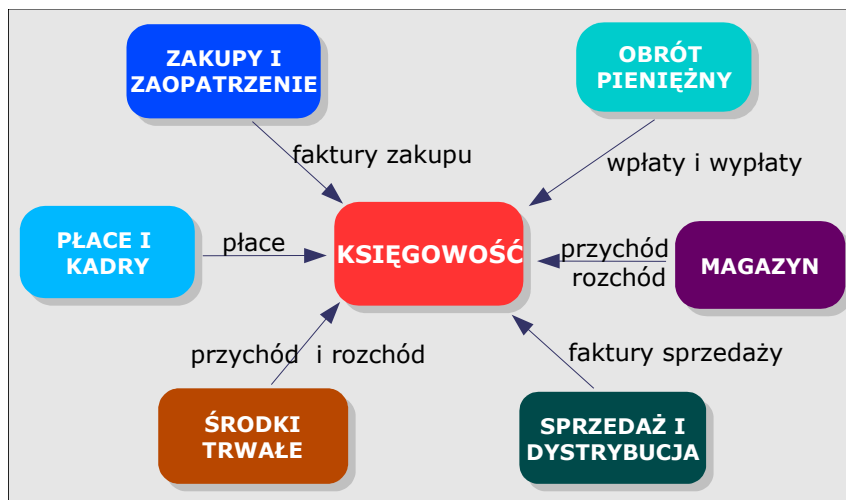 ZAKUPY I
ZAOPATRZENIE
OBRÓT
PIENIĘŻNY
faktury zakupu
wpłaty i wypłaty
PŁACE I
KADRY
płace
KSIĘGOWOŚĆ
przychód
rozchód
MAGAZYN
przychód i rozchód
faktury sprzedaży
ŚRODKI
TRWAŁE
SPRZEDAŻ I
DYSTRYBUCJA